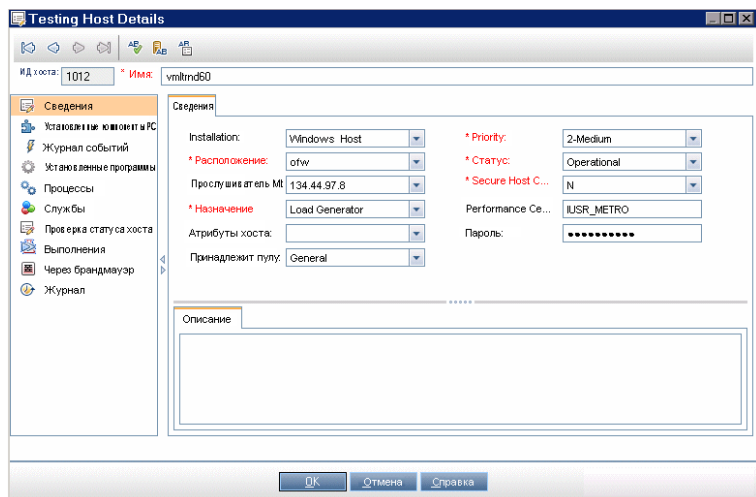 Testing Host Details
ИД хоста: 1012 * Имя: vmltrnd60
Сведения
Установленные компоненты PC
Журнал событий
Установленные программы
Процессы
Службы
Проверка статуса хоста
Выполнения
Через брандмауэр
Журнал
Сведения
Installation: Windows Host * Priority: 2-Medium
* Расположение: ofw * Статус: Operational
Прослушиватель MI 134.44.97.8 * Secure Host C... N
* Назначение Load Generator Performance Ce... IUSR_METRO
Атрибуты хоста: Пароль: ●●●●●●●●●●
Принадлежит пулу: General
Описание
OK Отмена Справка